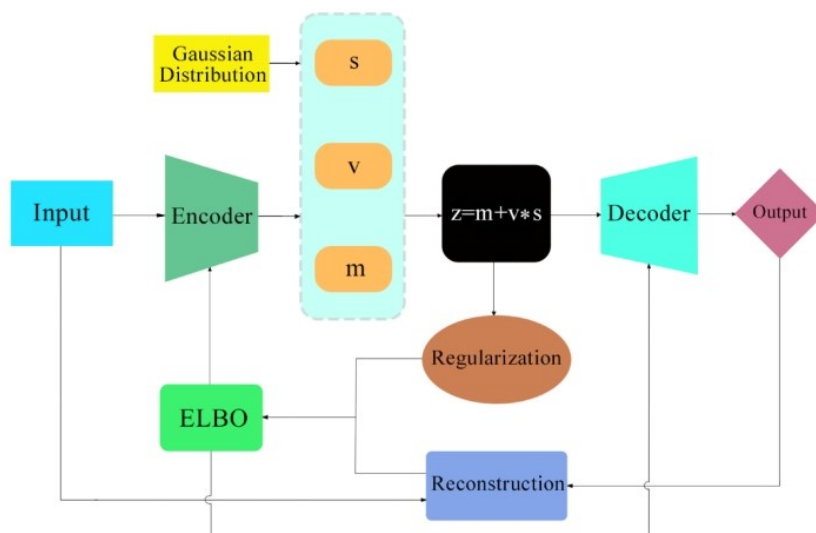 Gaussian
Distribution
s
v
m
Input
Encoder
z=m+v*s
Decoder
Output
Regularization
ELBO
Reconstruction